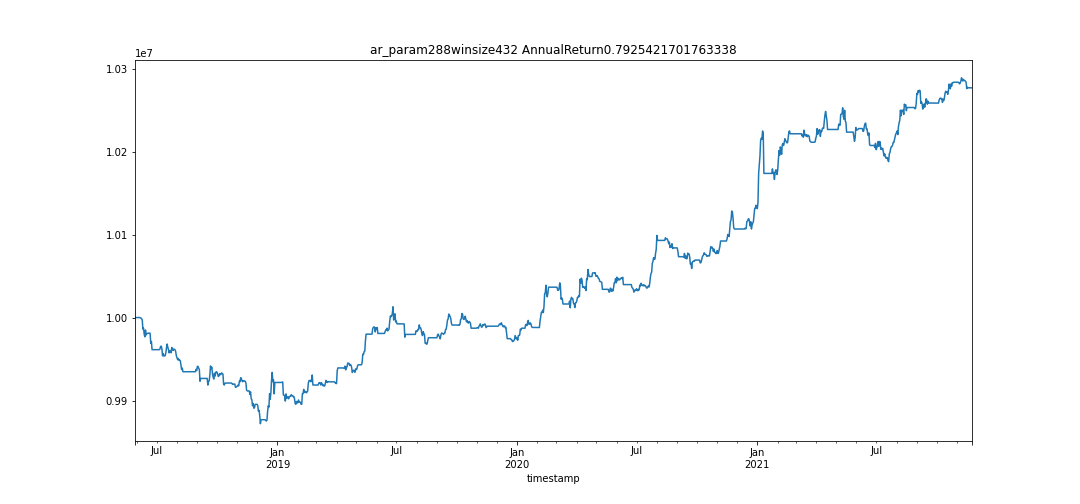 ar_param288winsize432 AnnualReturn0.7925421701763338
1e7
1.03
1.02
1.01
1.00
0.99
Jul
Jan
2019
Jul
Jan
2020
Jul
Jan
2021
Jul
timestamp